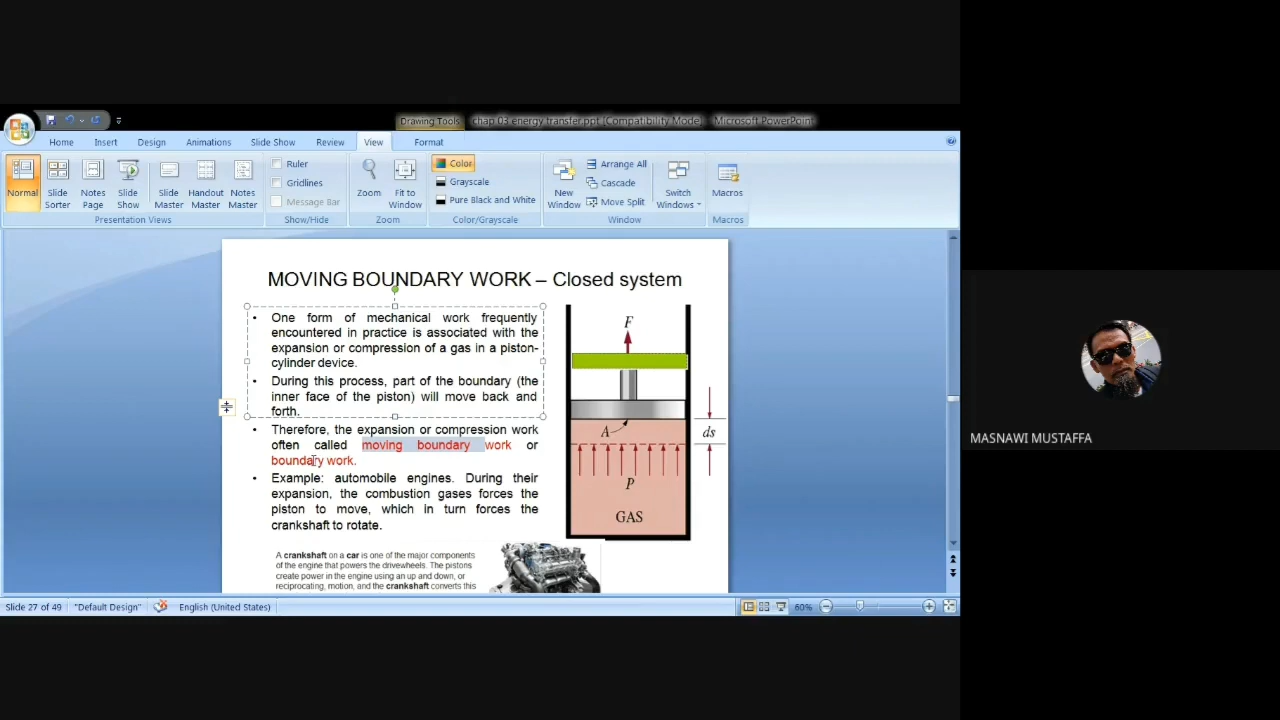 Drawing Tools
chap 03 energy transfer.ppt [Compatibility Mode] - Microsoft PowerPoint
Home Insert Design Animations Slide Show Review View Format
Normal
Slide Sorter
Notes Page
Slide Show
Slide Master
Handout Master
Notes Master
Ruler
Gridlines
Message Bar
Zoom
Fit to Window
Color
Grayscale
Pure Black and White
New Window
Arrange All
Cascade
Move Split
Switch Windows
Macros
Presentation Views Show/Hide Zoom Color/Grayscale Window Macros
MOVING BOUNDARY WORK – Closed system
• One form of mechanical work frequently
encountered in practice is associated with the
expansion or compression of a gas in a piston-
cylinder device.
• During this process, part of the boundary (the
inner face of the piston) will move back and
forth.
• Therefore, the expansion or compression work
often called moving boundary work or
boundary work.
• Example: automobile engines. During their
expansion, the combustion gases forces the
piston to move, which in turn forces the
crankshaft to rotate.
F
A
ds
P
GAS
A crankshaft on a car is one of the major components
of the engine that powers the drivewheels. The pistons
create power in the engine using an up and down, or
reciprocating, motion, and the crankshaft converts this
Slide 27 of 49 "Default Design" English (United States) 60%
MASNAWI MUSTAFFA